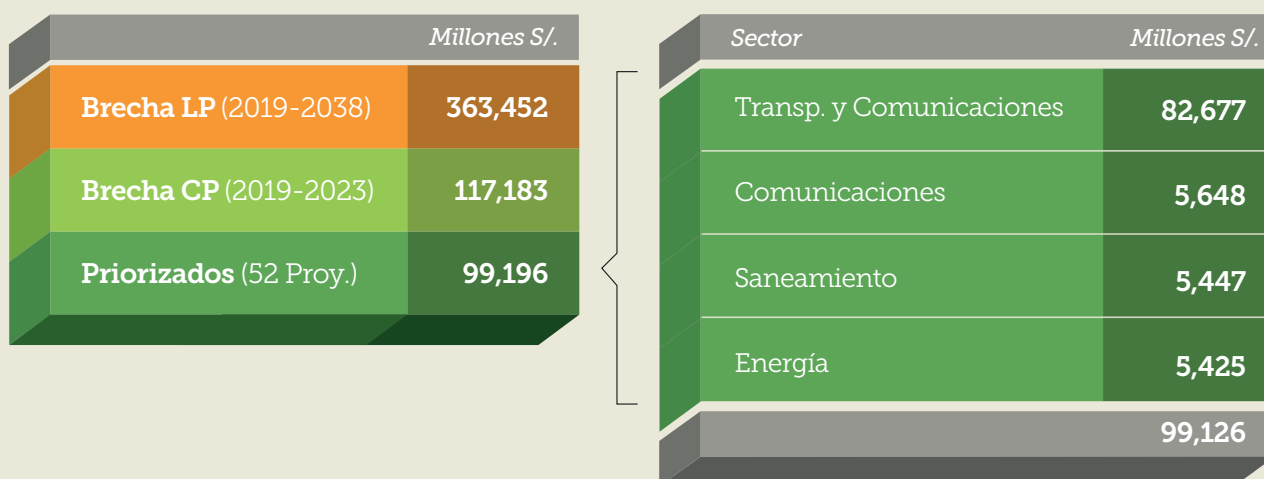 Millones S/.
Brecha LP (2019-2038) 363,452
Brecha CP (2019-2023) 117,183
Priorizados (52 Proy.) 99,196
Sector Millones S/.
Transp. y Comunicaciones 82,677
Comunicaciones 5,648
Saneamiento 5,447
Energía 5,425
99,126